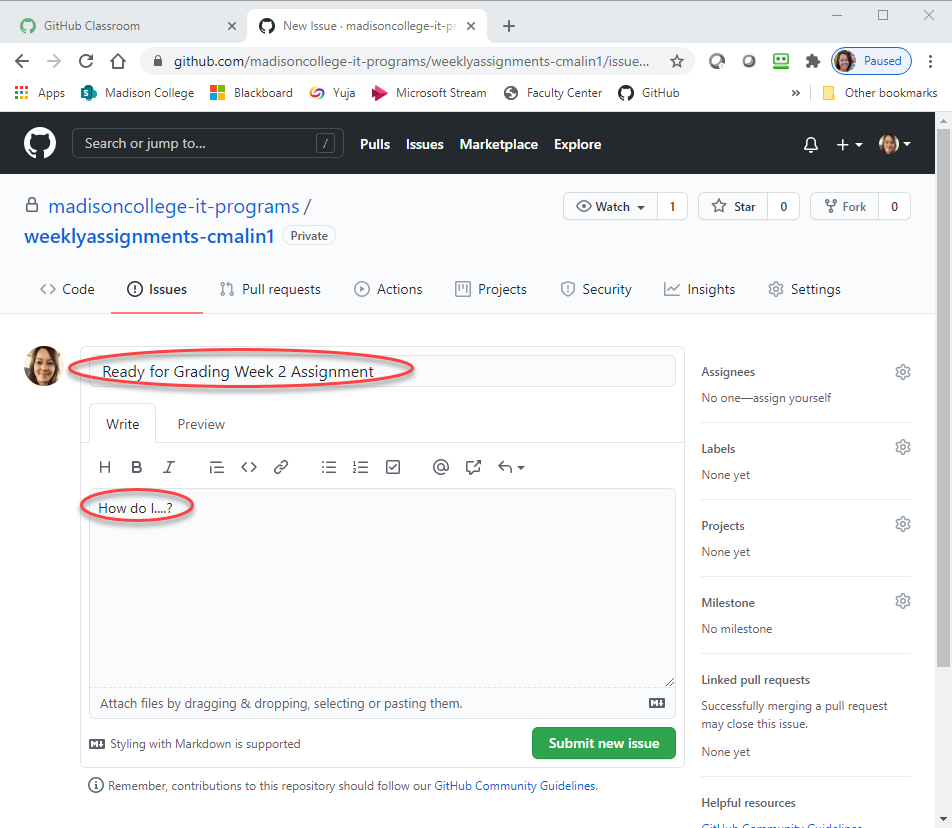 GitHub Classroom
New Issue · madisoncollege-it-pr
github.com/madisoncollege-it-programs/weeklyassignments-cmalin1/issue...
Paused
Apps
Madison College
Blackboard
Yuja
Microsoft Stream
Faculty Center
GitHub
»
Other bookmarks
Search or jump to...
/
Pulls
Issues
Marketplace
Explore
madisoncollege-it-programs /
weeklyassignments-cmalin1
Private
Watch
1
Star
0
Fork
0
Code
Issues
Pull requests
Actions
Projects
Security
Insights
Settings
Ready for Grading Week 2 Assignment
Write
Preview
H B I
How do I....?
Attach files by dragging & dropping, selecting or pasting them.
Styling with Markdown is supported
Submit new issue
Remember, contributions to this repository should follow our GitHub Community Guidelines.
Assignees
No one—assign yourself
Labels
None yet
Projects
None yet
Milestone
No milestone
Linked pull requests
Successfully merging a pull request
may close this issue.
None yet
Helpful resources
GitHub Community Guidelines